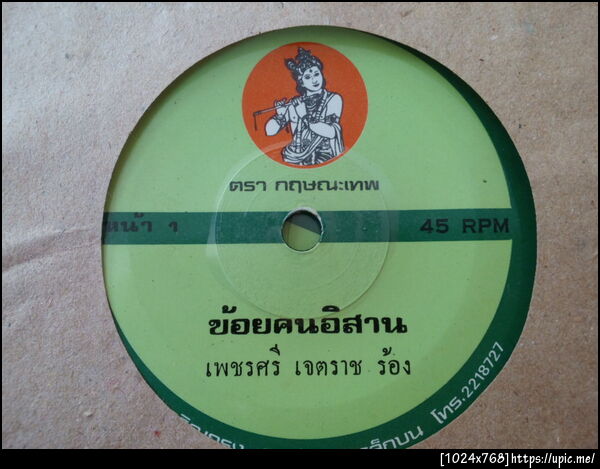 ตรา กฤษณะเทพ
หน้า ๑
45 RPM
ข้อยคนอิสาน
เพชรศรี เจตราช ร้อง
โทร.2218727
[1024x768]https://upic.me/